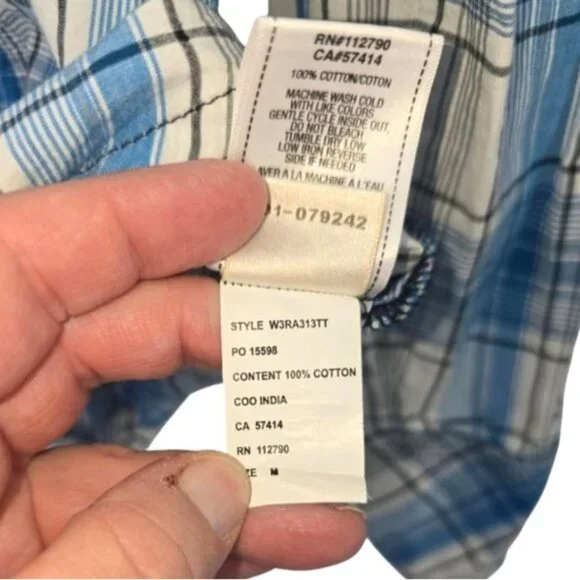 RN#112790
CA#57414
100% COTTON/COTON
MACHINE WASH COLD
WITH LIKE COLORS
GENTLE CYCLE INSIDE OUT,
DO NOT BLEACH
TUMBLE DRY LOW
LOW IRON REVERSE
SIDE IF NEEDED
A LA MACHINE A L'EAU
1-079242
STYLE W3RA313TT
PO 15598
CONTENT 100% COTTON
COO INDIA
CA 57414
RN 112790
M